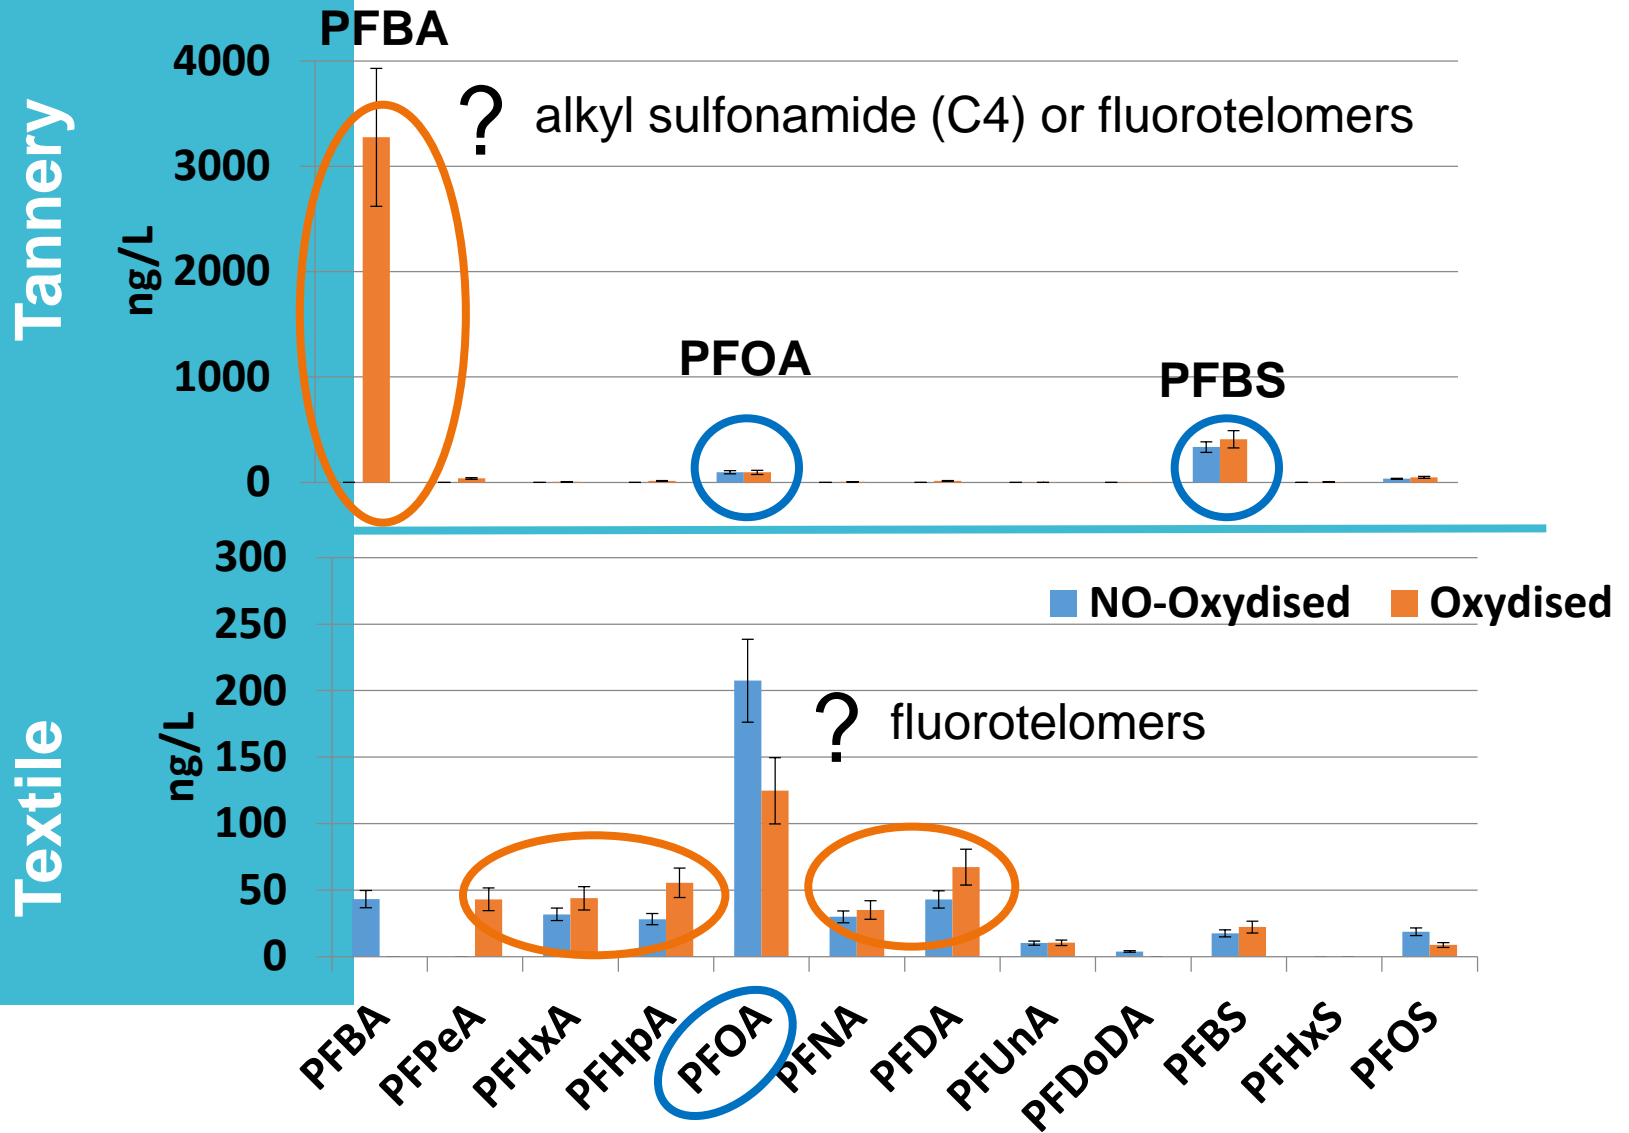 PFBA
4000
? alkyl sulfonamide (C4) or fluorotelomers
3000
Tannery
ng/L
2000
PFOA
1000
PFBS
0
300
NO-Oxydised Oxydised
250
200
? fluorotelomers
Textile
ng/L
150
100
50
0
PFBA PFPeA PFHxA PFHpA PFOA PFNA PFDA PFUnA PFDoDA PFBS PFHxS PFOS